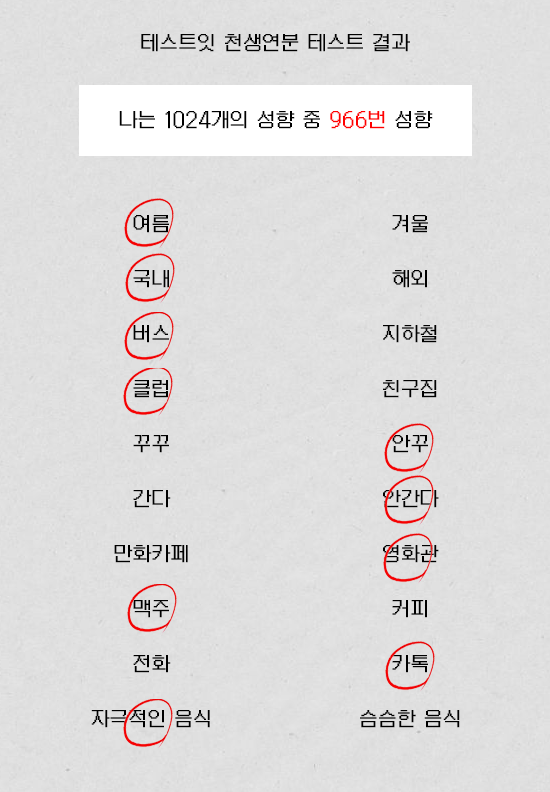 테스트잇 천생연분 테스트 결과
나는 1024개의 성향 중 966번 성향
여름 겨울
국내 해외
버스 지하철
클럽 친구집
꾸꾸 안꾸
간다 안간다
만화카페 영화관
맥주 커피
전화 카톡
자극적인 음식 슴슴한 음식